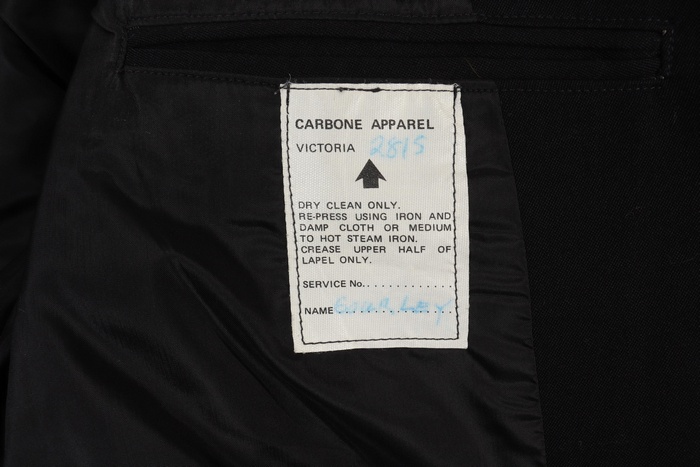 CARBONE APPAREL
VICTORIA 2815
DRY CLEAN ONLY.
RE-PRESS USING IRON AND
DAMP CLOTH OR MEDIUM
TO HOT STEAM IRON.
CREASE UPPER HALF OF
LAPEL ONLY.
SERVICE No.............
NAME